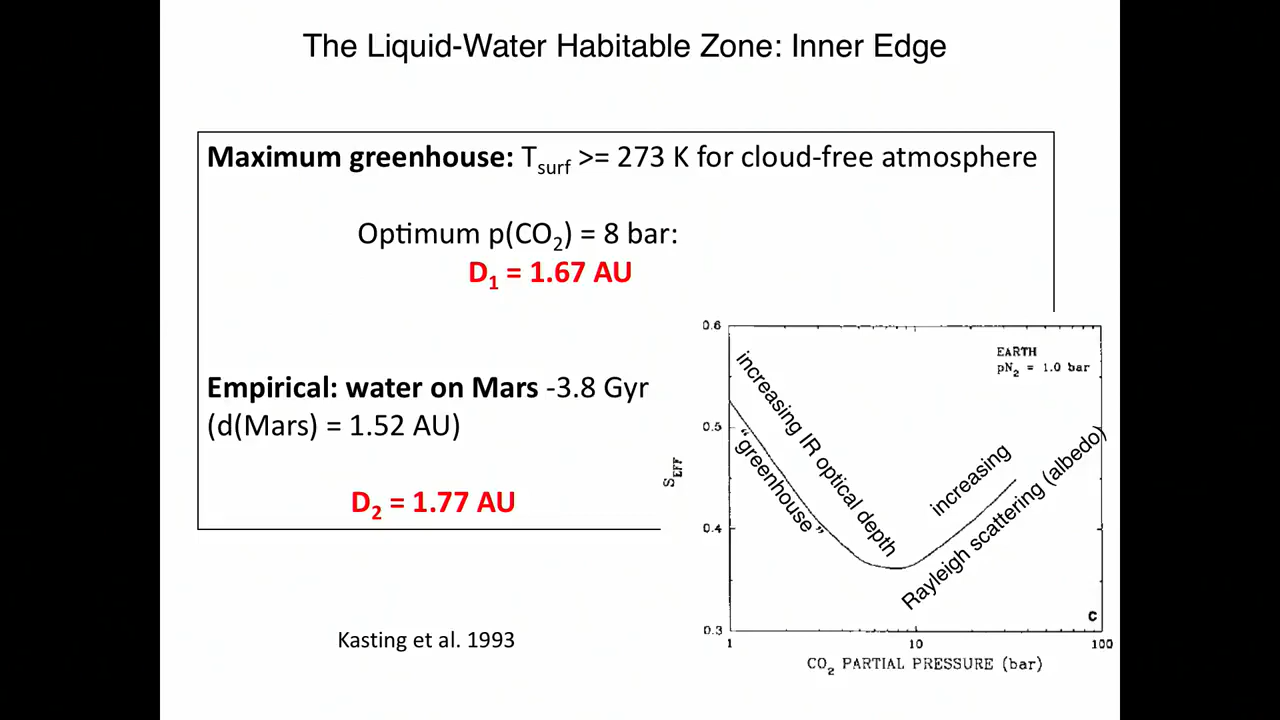 The Liquid-Water Habitable Zone: Inner Edge
Maximum greenhouse: Tsurf >= 273 K for cloud-free atmosphere
Optimum p(CO2) = 8 bar:
D1 = 1.67 AU
Empirical: water on Mars -3.8 Gyr
(d(Mars) = 1.52 AU)
D2 = 1.77 AU
Kasting et al. 1993
0.6
0.5
0.4
0.3
SEFF
EARTH
pN2 = 1.0 bar
increasing IR optical depth
“greenhouse”
increasing
Rayleigh scattering (albedo)
C
1
10
100
CO2 PARTIAL PRESSURE (bar)